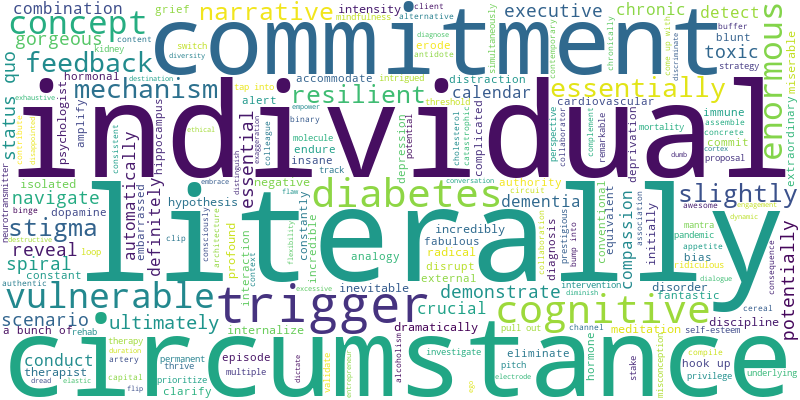 individual
literally
circumstance
commitment
trigger
cognitive
diabetes
vulnerable
concept
enormous
essentially
feedback
mechanism
narrative
resilient
stigma
slightly
toxic
status quo
gorgeous
combination
grief
intensity
client
alternative
mindfulness
executive
chronic
detect
buffer
blunt
strategy
discriminate
miserable
kidney
content
switch
diversity
diagnose
erode
antidote
simultaneously
contemporary
chronically
come up with
destination
hormonal
tap into
accommodate
intrigued
distraction
calendar
cardiovascular
immune
assemble
concrete
commit
proposal
extraordinary
exhaustive
contribute
disappointed
psychologist
amplify
alert
empower
binary
threshold
cholesterol
catastrophic
complicated
complement
perspective
collaborator
remarkable
potential
deprivation
mortality
dumb
cortex
consistent
automatically
embarrassed
hippocampus
ethical
exaggeration
distinguish
essential
colleague
molecule
endure
insane
track
depression
negative
flaw
conversation
authority
circuit
dementia
isolated
navigate
neurotransmitter
binge
dopamine
hypothesis
embrace
constantly
incredible
flexibility
incredibly
fabulous
radical
disrupt
external
collaboration
diagnosis
prestigious
bump into
conventional
equivalent
compassion
initially
association
awesome
engagement
dynamic
mantra
pandemic
appetite
bias
ridiculous
dialogue
consequence
potentially
definitely
reveal
loop
clip
consciously
architecture
profound
interaction
context
analogy
spiral
constant
authentic
destructive
excessive
inevitable
demonstrate
intervention
diminish
disorder
fantastic
cereal
scenario
a bunch of
rehab
ultimately
internalize
dramatically
crucial
pull out
channel
meditation
self-esteem
discipline
conduct
therapist
therapy
duration
artery
permanent
thrive
episode
multiple
dictate
validate
entrepreneur
alcoholism
investigate
eliminate
pitch
hormone
stake
misconception
compile
hook up
privilege
underlying
dread
elastic
capital
flip
prioritize
clarify
ego
electrode